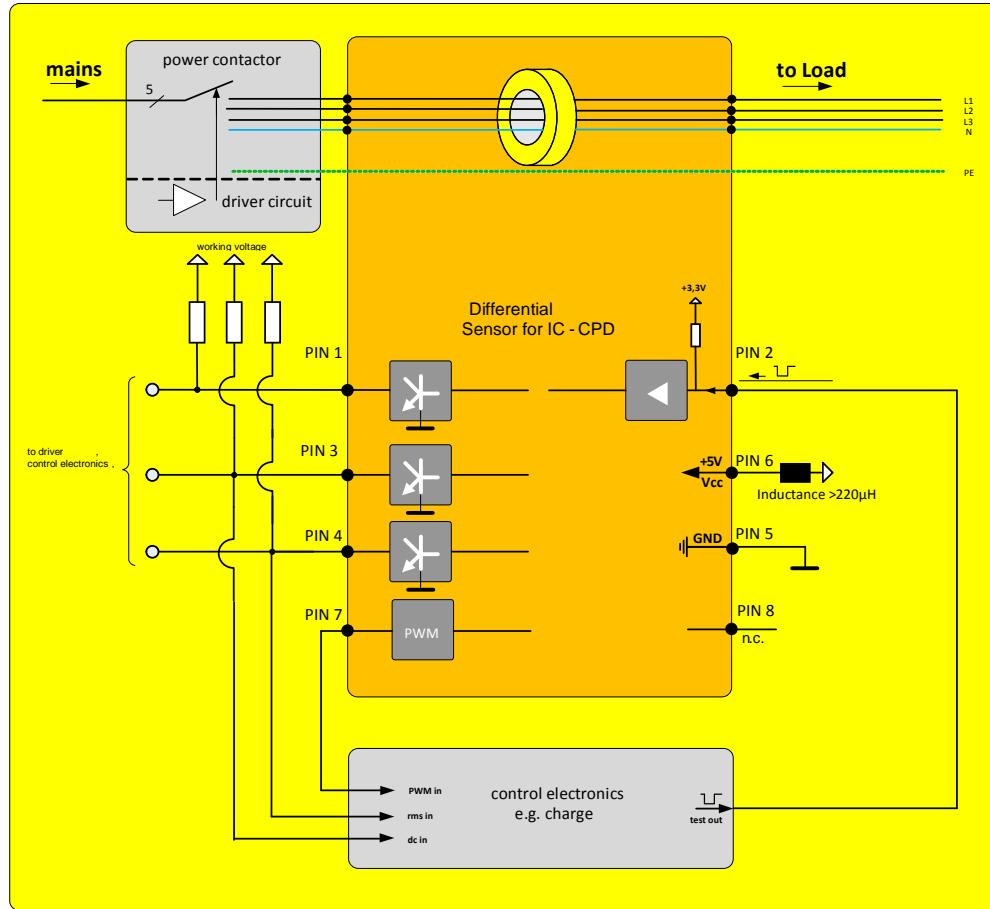 power contactor
mains
5
to Load
L1
L2
L3
N
PE
driver circuit
working voltage
+3,3V
Differential
Sensor for IC - CPD
PIN 1
PIN 2
PIN 3
+5V
Vcc
PIN 6
Inductance >220µH
to driver ,
control electronics ,
PIN 4
GND
PIN 5
PIN 7
PWM
PIN 8
n.c.
PWM in
rms in
dc in
control electronics
e.g. charge
test out